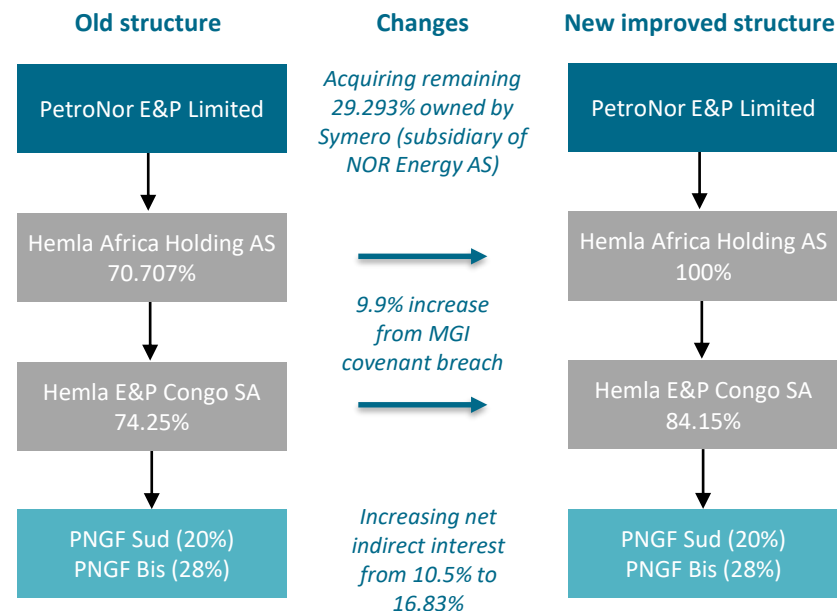 Old structure
PetroNor E&P Limited
Hemla Africa Holding AS
70.707%
Hemla E&P Congo SA
74.25%
PNGF Sud (20%)
PNGF Bis (28%)
Changes
Acquiring remaining
29.293% owned by
Symero (subsidiary of
NOR Energy AS)
9.9% increase
from MGI
covenant breach
Increasing net
indirect interest
from 10.5% to
16.83%
New improved structure
PetroNor E&P Limited
Hemla Africa Holding AS
100%
Hemla E&P Congo SA
84.15%
PNGF Sud (20%)
PNGF Bis (28%)